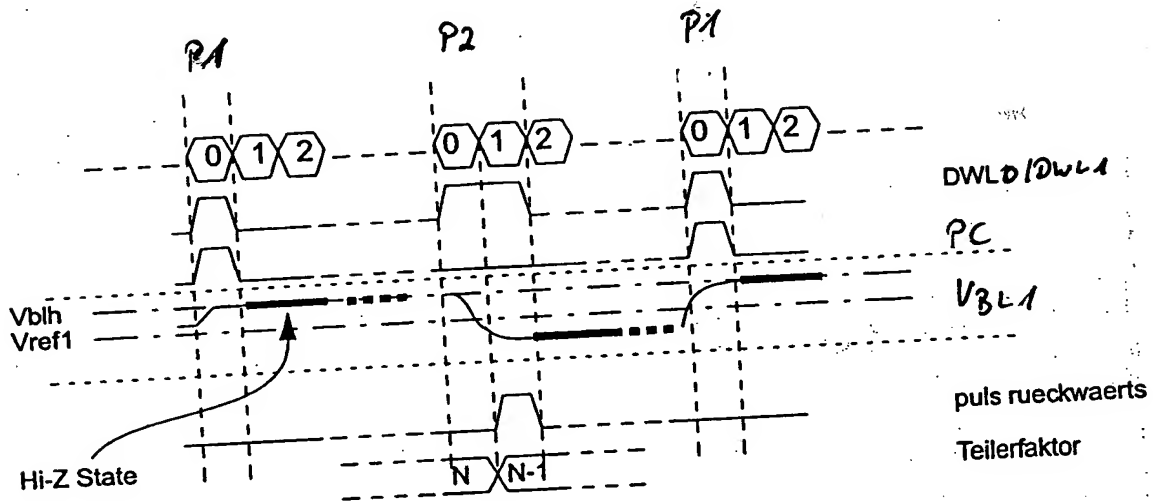 P1 P2 P1
0 1 2 0 1 2 0 1 2
DWL0/DWL1
PC
Vblh
Vref1
VBL1
puls rueckwaerts
Hi-Z State
N N-1
Teilerfaktor